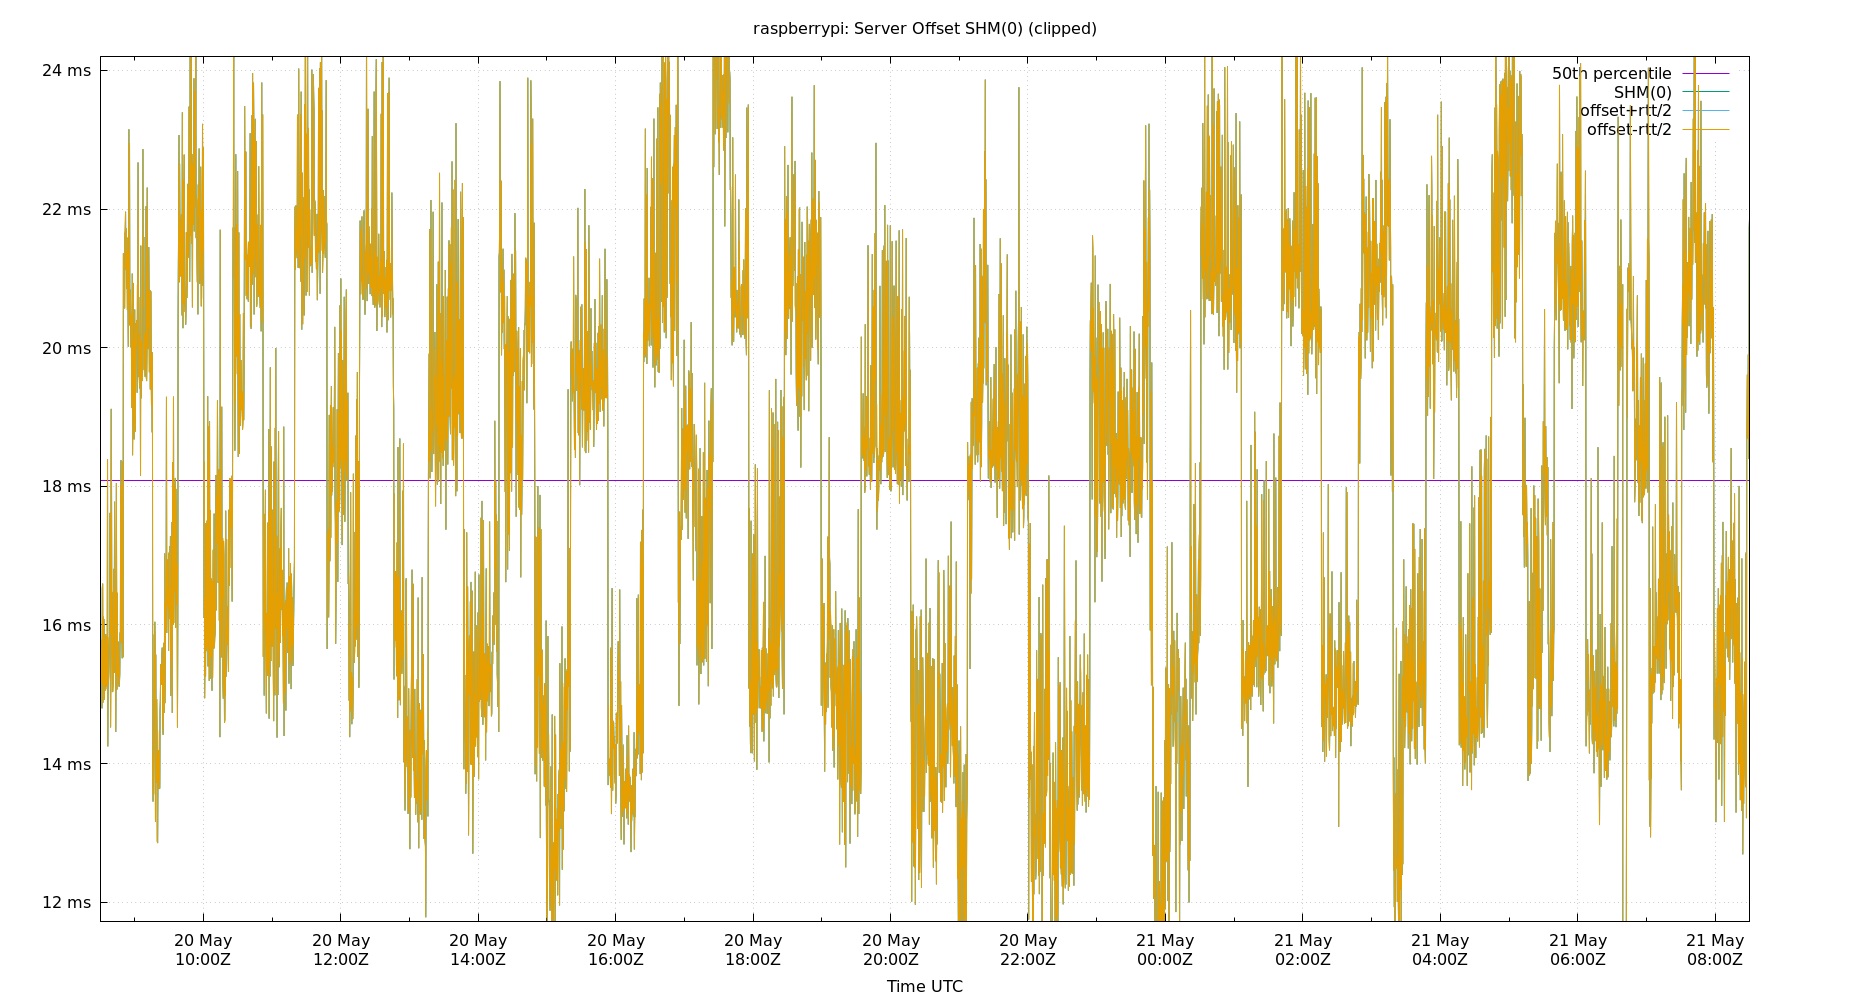 raspberrypi: Server Offset SHM(0) (clipped)
24 ms
22 ms
20 ms
18 ms
16 ms
14 ms
12 ms
50th percentile
SHM(0)
offset+rtt/2
offset-rtt/2
20 May
10:00Z
20 May
12:00Z
20 May
14:00Z
20 May
16:00Z
20 May
18:00Z
20 May
20:00Z
20 May
22:00Z
21 May
00:00Z
21 May
02:00Z
21 May
04:00Z
21 May
06:00Z
21 May
08:00Z
Time UTC